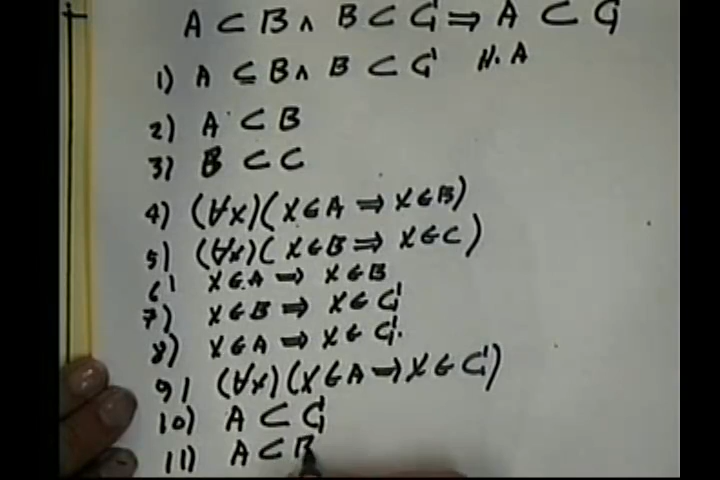 A ⊂ B ∧ B ⊂ C ⇒ A ⊂ C
1) A ⊆ B ∧ B ⊂ C H.A
2) A ⊂ B
3) B ⊂ C
4) (∀x)(x∈A ⇒ x∈B)
5) (∀x)(x∈B ⇒ x∈C)
6) x∈A ⇒ x∈B
7) x∈B ⇒ x∈C
8) x∈A ⇒ x∈C.
9) (∀x)(x∈A ⇒ x∈C)
10) A ⊂ C
11) A ⊂ B